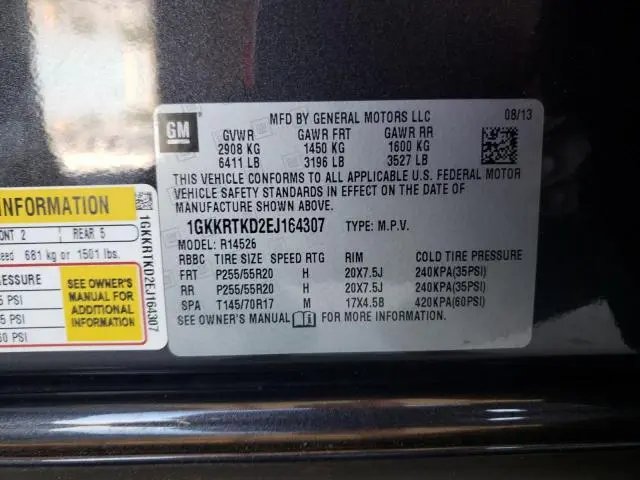 MFD BY GENERAL MOTORS LLC 08/13
GM
GVWR GAWR FRT GAWR RR
2908 KG 1450 KG 1600 KG
6411 LB 3196 LB 3527 LB
THIS VEHICLE CONFORMS TO ALL APPLICABLE U.S. FEDERAL MOTOR
VEHICLE SAFETY STANDARDS IN EFFECT ON THE DATE OF
MANUFACTURE SHOWN ABOVE.
1GKKRTKD2EJ164307 TYPE: M.P.V.
MODEL: R14526
RBBC TIRE SIZE SPEED RTG RIM COLD TIRE PRESSURE
FRT P255/55R20 H 20X7.5J 240KPA(35PSI)
RR P255/55R20 H 20X7.5J 240KPA(35PSI)
SPA T145/70R17 M 17X4.5B 420KPA(60PSI)
SEE OWNER'S MANUAL FOR MORE INFORMATION.
INFORMATION
ONT 2 REAR 5
eed 681 kg or 1501 lbs.
ESSURE
5 PSI
5 PSI
0 PSI
SEE OWNER'S
MANUAL FOR
ADDITIONAL
INFORMATION
1GKKRTKD2EJ164307